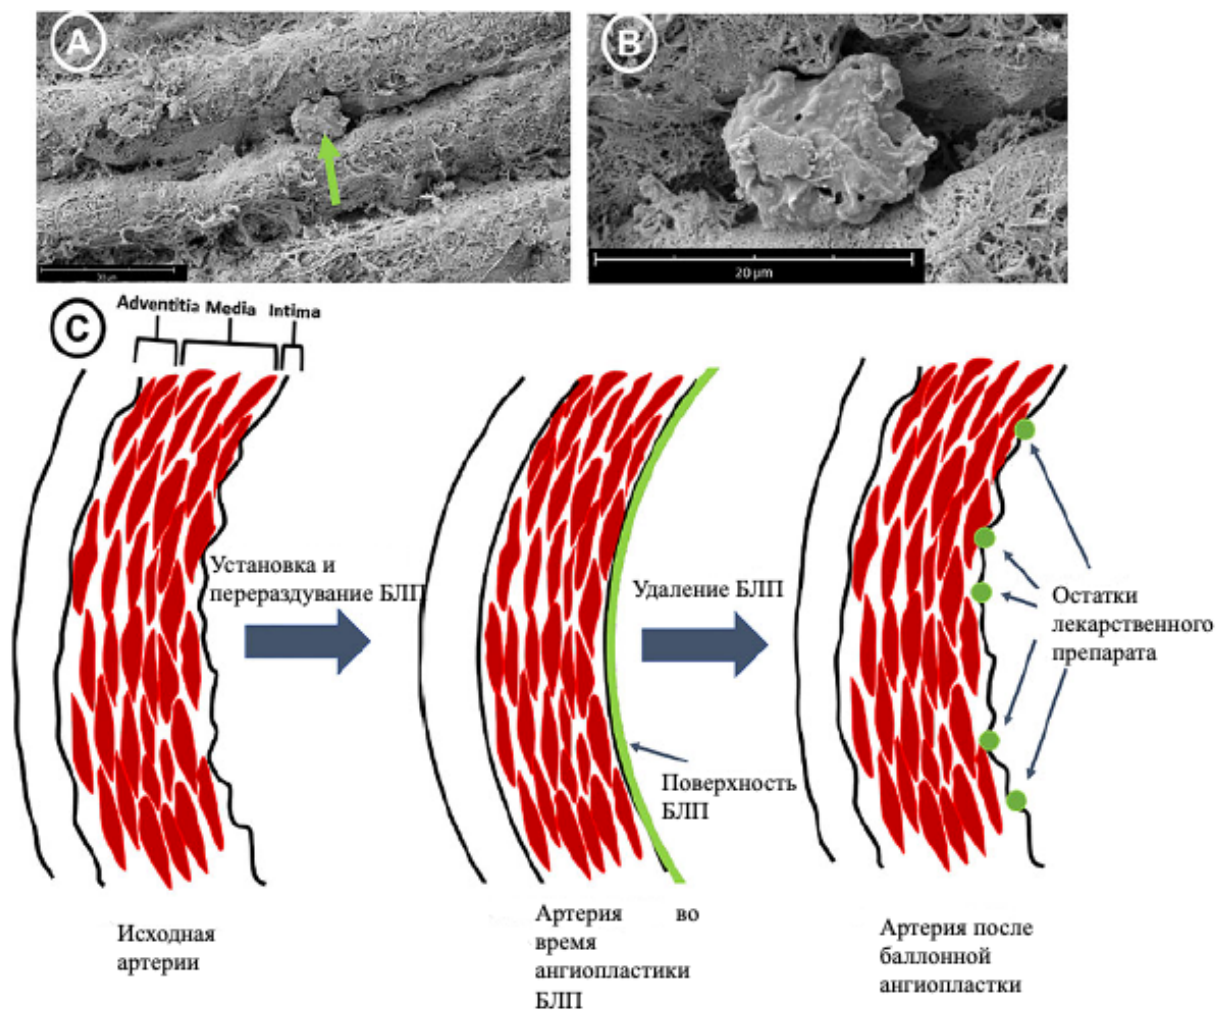 A
B
20 µm
C
Adventitia Media Intima
Установка и
перераздувание БЛП
Удаление БЛП
Остатки
лекарственного
препарата
Поверхность
БЛП
Исходная
артерии
Артерия во
время
ангиопластики
БЛП
Артерия после
баллонной
ангиопластки